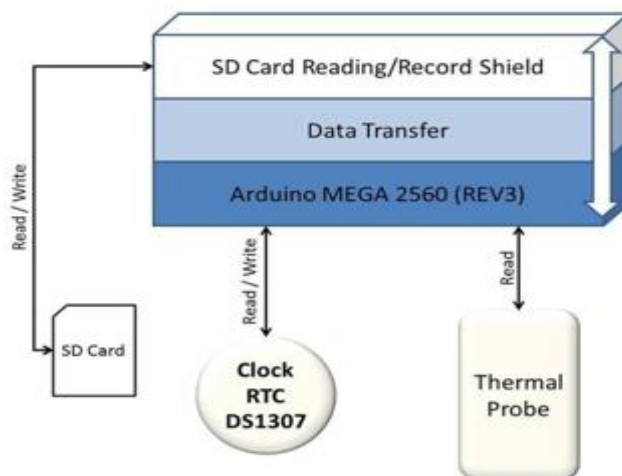 SD Card Reading/Record Shield
Data Transfer
Arduino MEGA 2560 (REV3)
Read / Write
Read / Write
Read
SD Card
Clock
RTC
DS1307
Thermal
Probe